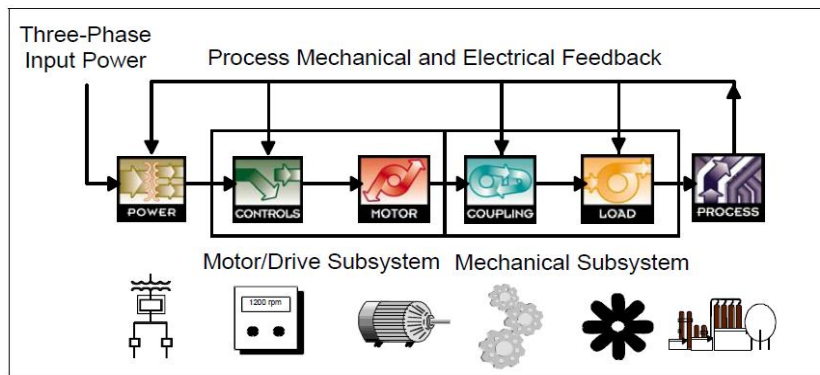 Three-Phase
Input Power
Process Mechanical and Electrical Feedback
POWER
CONTROLS
MOTOR
COUPLING
LOAD
PROCESS
Motor/Drive Subsystem
Mechanical Subsystem
1200 rpm